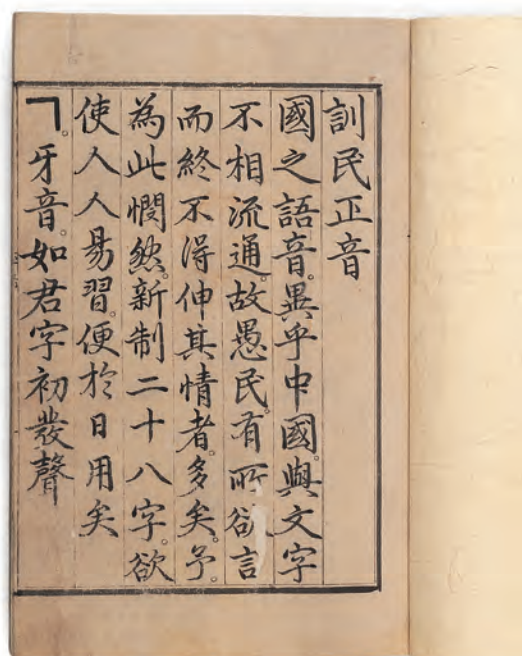 訓民正音
國之語音。異乎中國。與文字
不相流通。故愚民。有所欲言
而終不得伸其情者。多矣。予。
為此憫然。新制二十八字。欲
使人人易習。便於日用矣
ㄱ。牙音。如君字初發聲